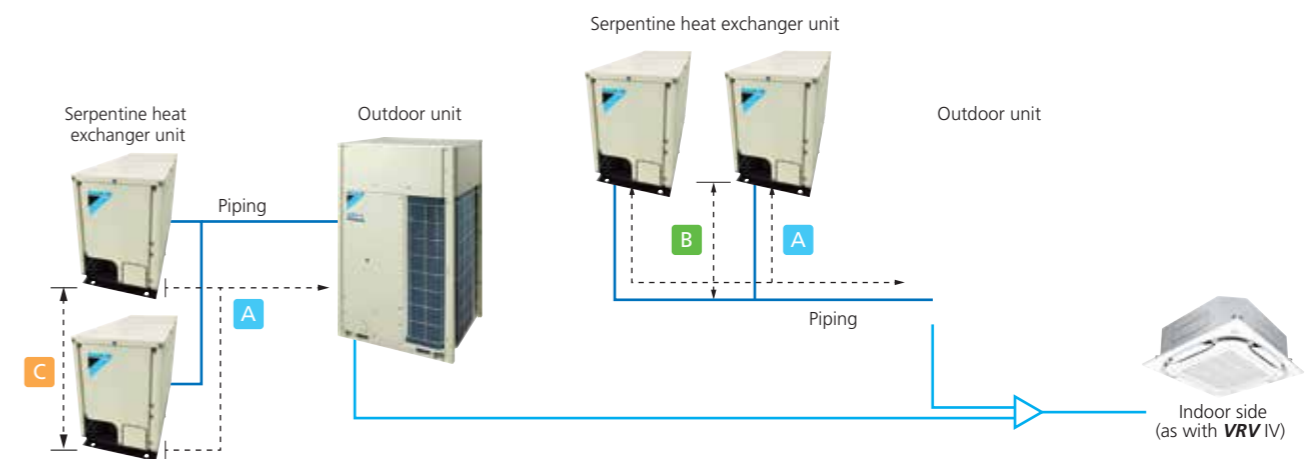 Serpentine heat exchanger unit
Serpentine heat
exchanger unit
Outdoor unit
Outdoor unit
Piping
B
A
A
Piping
C
Indoor side
(as with VRV IV)